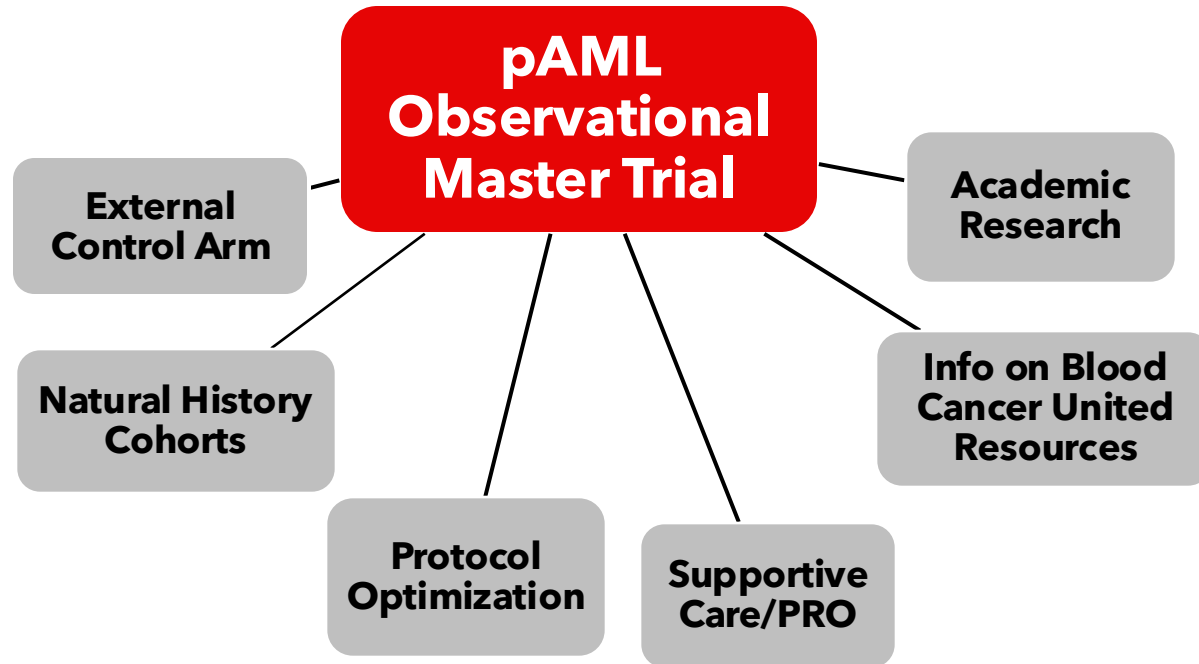 pAML
Observational
Master Trial
External
Control Arm
Academic
Research
Natural History
Cohorts
Info on Blood
Cancer United
Resources
Protocol
Optimization
Supportive
Care/PRO